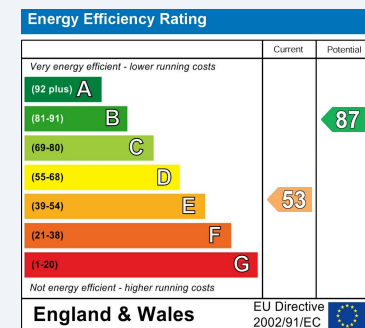 Energy Efficiency Rating
Current Potential
Very energy efficient - lower running costs
(92 plus) A
(81-91) B
87
(69-80) C
(55-68) D
(39-54) E
53
(21-38) F
(1-20) G
Not energy efficient - higher running costs
England & Wales
EU Directive
2002/91/EC